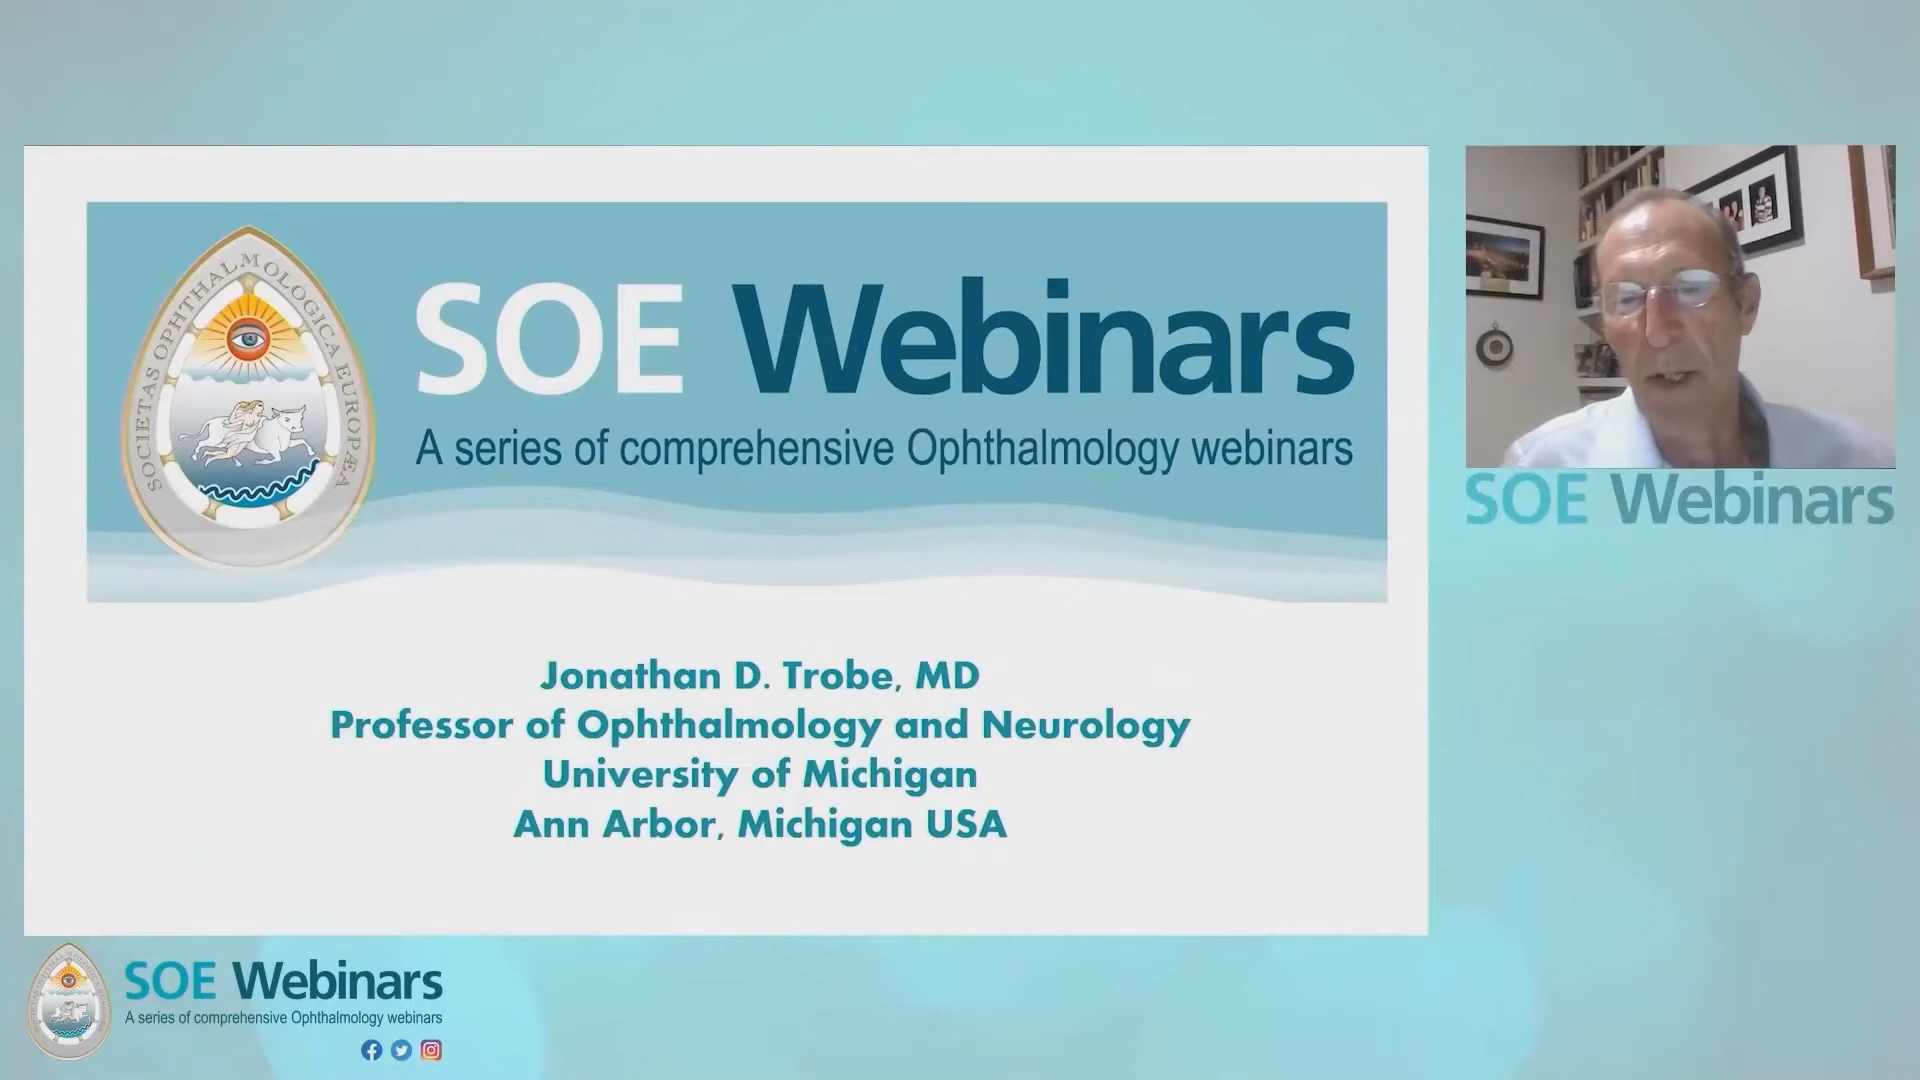 SOCIETAS OPHTHALMOLOGICA EUROPÆA
SOE Webinars
A series of comprehensive Ophthalmology webinars
Jonathan D. Trobe, MD
Professor of Ophthalmology and Neurology
University of Michigan
Ann Arbor, Michigan USA
SOE Webinars
SOE Webinars
A series of comprehensive Ophthalmology webinars